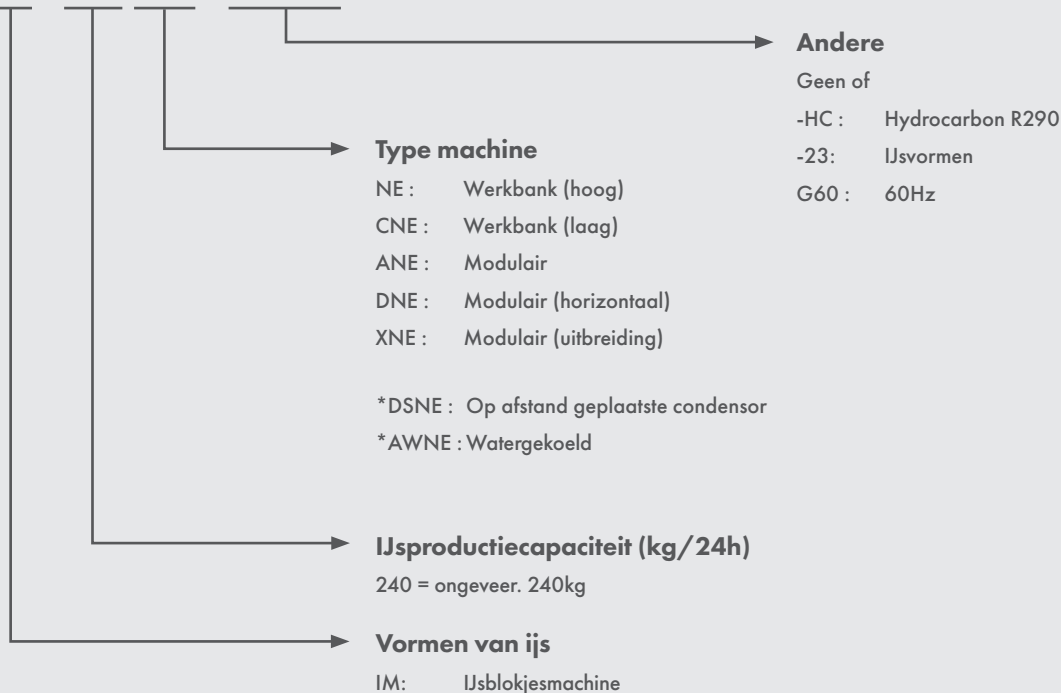 Andere
Geen of
-HC : Hydrocarbon R290
-23: IJsvormen
G60 : 60Hz
Type machine
NE : Werkbank (hoog)
CNE : Werkbank (laag)
ANE : Modulair
DNE : Modulair (horizontaal)
XNE : Modulair (uitbreiding)
*DSNE : Op afstand geplaatste condensor
*AWNE : Watergekoeld
IJsproductiecapaciteit (kg/24h)
240 = ongeveer. 240kg
Vormen van ijs
IM: IJsblokjesmachine